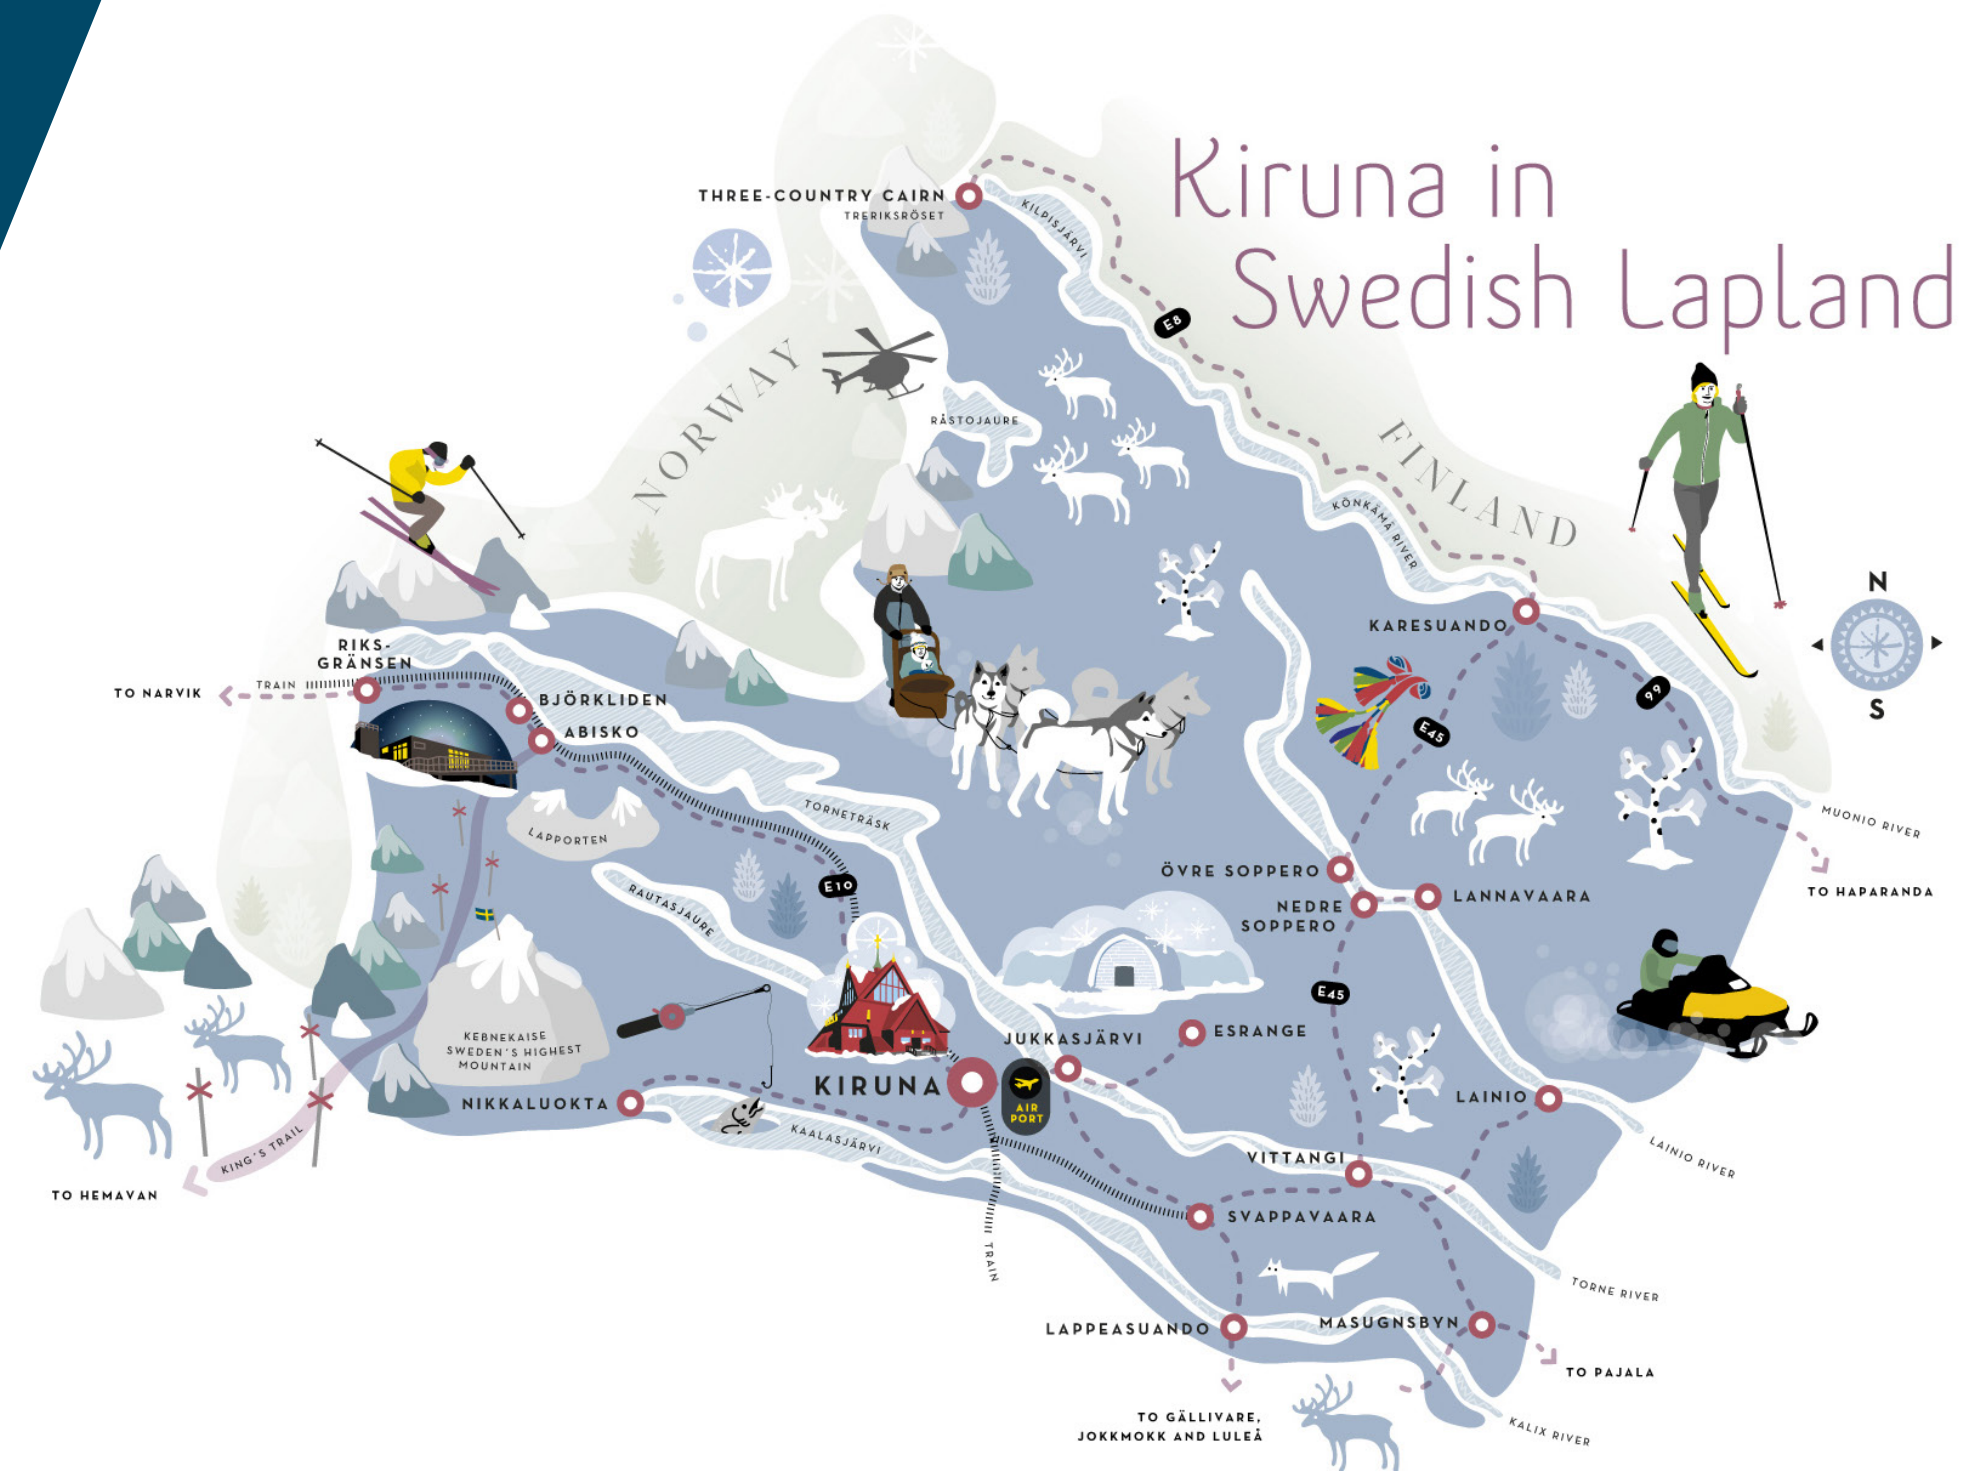 Kiruna in
Swedish Lapland
THREE-COUNTRY CAIRN
TRERIKSRÖSET
KILPISJÄRVI
E8
NORWAY
RÅSTOJAURE
FINLAND
KÖNKÄMÄ RIVER
N
S
KARESUANDO
RIKS-
GRÄNSEN
TO NARVIK
TRAIN
BJÖRKLIDEN
ABISKO
99
E45
LAPPORTEN
TORNETRÄSK
MUONIO RIVER
TO HAPARANDA
ÖVRE SOPPERO
NEDRE
SOPPERO
LANNAVAARA
E10
RAUTASJAURE
E45
KEBNEKAISE
SWEDEN'S HIGHEST
MOUNTAIN
JUKKASJÄRVI
ESRANGE
KIRUNA
AIR
PORT
NIKKALUOKTA
KAALASJÄRVI
LAINIO
LAINIO RIVER
KING'S TRAIL
TO HEMAVAN
VITTANGI
SVAPPAVAARA
TRAIN
TORNE RIVER
LAPPEASUANDO
MASUGNSBYN
TO PAJALA
TO GÄLLIVARE,
JOKKMOKK AND LULEÅ
KALIX RIVER